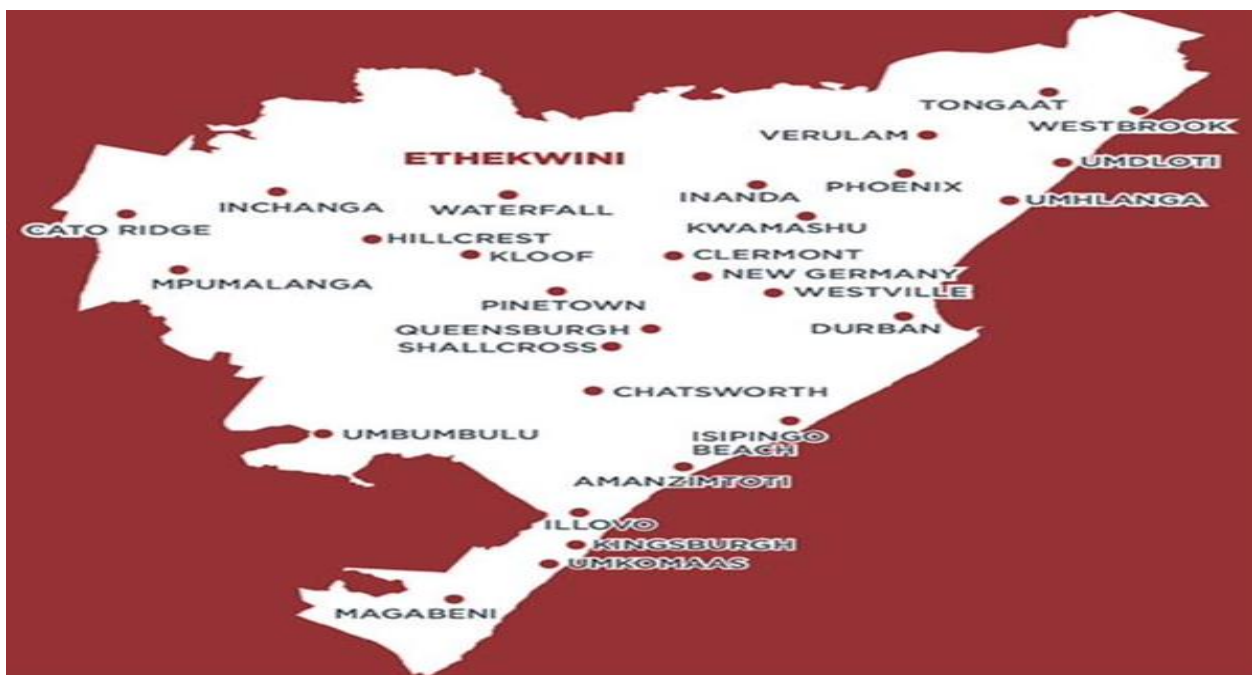 TONGAAT
WESTBROOK
VERULAM
ETHEKWINI
UMDLOTI
PHOENIX
INANDA
UMHLANGA
INCHANGA
WATERFALL
KWAMASHU
CATO RIDGE
HILLCREST
KLOOF
CLERMONT
NEW GERMANY
MPUMALANGA
WESTVILLE
PINETOWN
DURBAN
QUEENSBURGH
SHALLCROSS
CHATSWORTH
UMBUMBULU
ISIPINGO
BEACH
AMANZIMTOTI
ILLOVO
KINGSBURGH
UMKOMAAS
MAGABENI